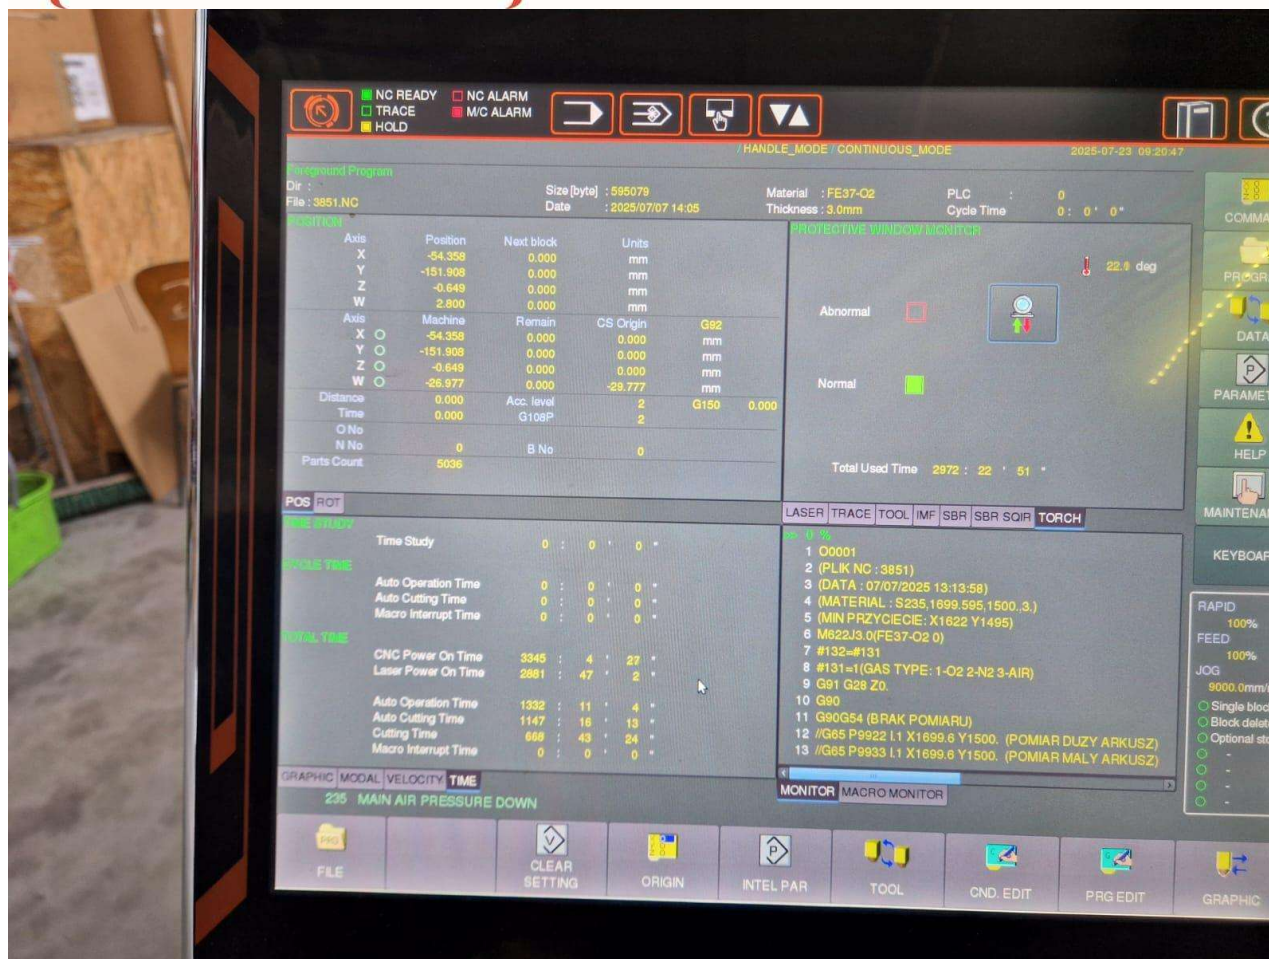 NC READY NC ALARM
TRACE M/C ALARM
HOLD
/ HANDLE_MODE / CONTINUOUS_MODE 2025-07-23 09:20:47
Foreground Program
Dir :
File : 3851.NC
Size [byte] : 595079
Date : 2025/07/07 14:05
Material : FE37-O2
Thickness : 3.0mm
PLC : 0
Cycle Time 0 : 0 ' 0 "
POSITION
Axis Position Next block Units
X -54.358 0.000 mm
Y -151.908 0.000 mm
Z -0.649 0.000 mm
W 2.800 0.000 mm
Axis Machine Remain CS Origin G92
X -54.358 0.000 0.000 mm
Y -151.908 0.000 0.000 mm
Z -0.649 0.000 0.000 mm
W -26.977 0.000 -29.777 mm
Distance 0.000 Acc. level 2 G150 0.000
Time 0.000 G108P 2
O No
N No 0 B No 0
Parts Count 5036
POS ROT
PROTECTIVE WINDOW MONITOR
deg
Abnormal
Normal
Total Used Time 2972 : 22 ' 51 "
LASER TRACE TOOL IMF SBR SBR SQIR TORCH
TIME STUDY
Time Study 0 : 0 ' 0 "
CYCLE TIME
Auto Operation Time 0 : 0 ' 0 "
Auto Cutting Time 0 : 0 ' 0 "
Macro Interrupt Time 0 : 0 ' 0 "
TOTAL TIME
CNC Power On Time 3345 : 4 ' 27 "
Laser Power On Time 2881 : 47 ' 2 "
Auto Operation Time 1332 : 11 ' 4 "
Auto Cutting Time 1147 : 16 ' 13 "
Cutting Time 668 : 43 ' 24 "
Macro Interrupt Time 0 : 0 ' 0 "
GRAPHIC MODAL VELOCITY TIME
>> 0 %
1 O0001
2 (PLIK NC : 3851)
3 (DATA : 07/07/2025 13:13:58)
4 (MATERIAL : S235,1699.595,1500.,3.)
5 (MIN PRZYCIECIE: X1622 Y1495)
6 M622J3.0(FE37-O2 0)
7 #132=#131
8 #131=1(GAS TYPE: 1-O2 2-N2 3-AIR)
9 G91 G28 Z0.
10 G90
11 G90G54 (BRAK POMIARU)
12 //G65 P9922 I.1 X1699.6 Y1500. (POMIAR DUZY ARKUSZ)
13 //G65 P9933 I.1 X1699.6 Y1500. (POMIAR MALY ARKUSZ)
MONITOR MACRO MONITOR
235 MAIN AIR PRESSURE DOWN
FILE
CLEAR SETTING
ORIGIN
INTEL PAR
TOOL
CND. EDIT
PRG EDIT
GRAPHIC
COMMA
PROGR
DATA
PARAMET
HELP
MAINTENA
KEYBOAR
RAPID
100%
FEED
100%
JOG
9000.0mm/
Single bloc
Block delet
Optional sto